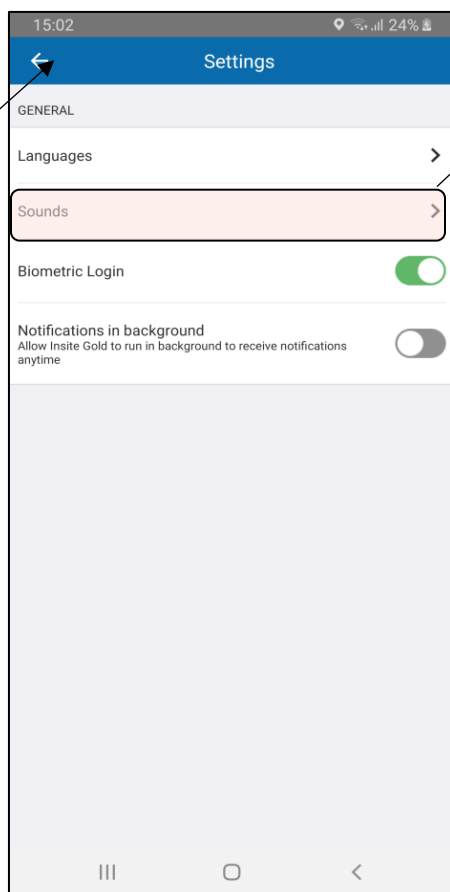 15:02 24%
Settings
GENERAL
Languages
Sounds
Biometric Login
Notifications in background
Allow Insite Gold to run in background to receive notifications
anytime